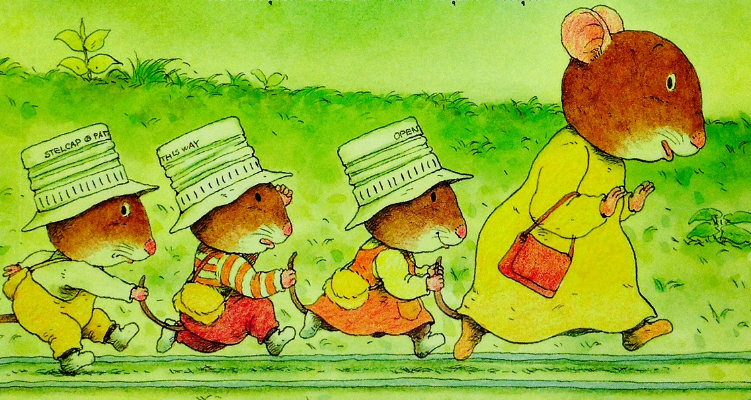 STELCAP @ PAT
THIS WAY
OPEN